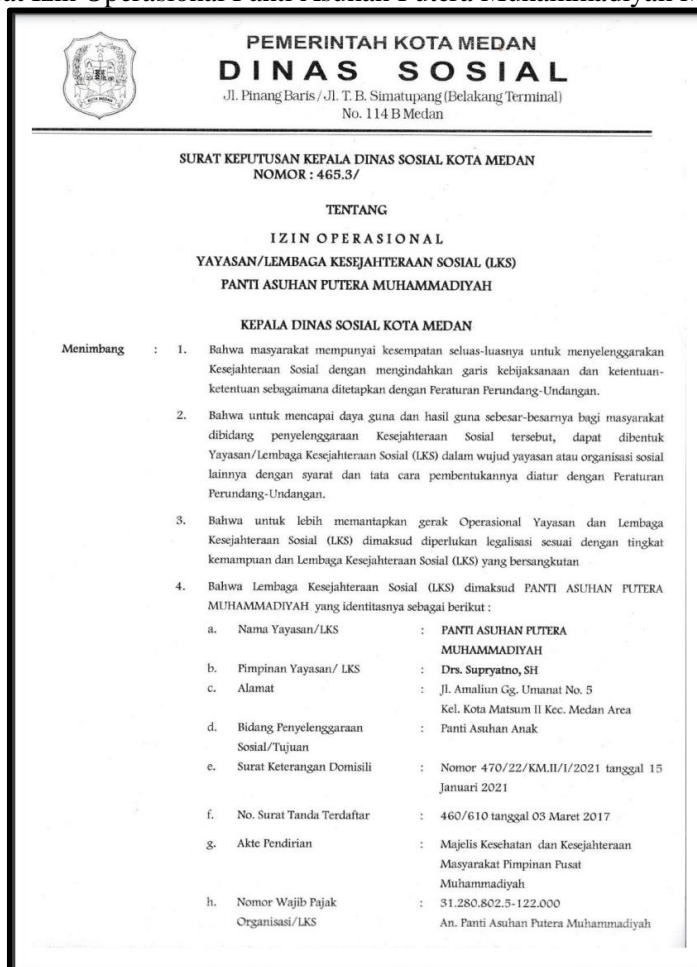 at Izin Operasional Panti Asuhan Putera Muhammadiyah
KOTA MEDAN
PEMERINTAH KOTA MEDAN
DINAS SOSIAL
Jl. Pinang Baris / Jl. T. B. Simatupang (Belakang Terminal)
No. 114 B Medan
SURAT KEPUTUSAN KEPALA DINAS SOSIAL KOTA MEDAN
NOMOR : 465.3/
TENTANG
IZIN OPERASIONAL
YAYASAN/LEMBAGA KESEJAHTERAAN SOSIAL (LKS)
PANTI ASUHAN PUTERA MUHAMMADIYAH
KEPALA DINAS SOSIAL KOTA MEDAN
Menimbang : 1. Bahwa masyarakat mempunyai kesempatan seluas-luasnya untuk menyelenggarakan
Kesejahteraan Sosial dengan mengindahkan garis kebijaksanaan dan ketentuan-
ketentuan sebagaimana ditetapkan dengan Peraturan Perundang-Undangan.
2. Bahwa untuk mencapai daya guna dan hasil guna sebesar-besarnya bagi masyarakat
dibidang penyelenggaraan Kesejahteraan Sosial tersebut, dapat dibentuk
Yayasan/Lembaga Kesejahteraan Sosial (LKS) dalam wujud yayasan atau organisasi sosial
lainnya dengan syarat dan tata cara pembentukannya diatur dengan Peraturan
Perundang-Undangan.
3. Bahwa untuk lebih memantapkan gerak Operasional Yayasan dan Lembaga
Kesejahteraan Sosial (LKS) dimaksud diperlukan legalisasi sesuai dengan tingkat
kemampuan dan Lembaga Kesejahteraan Sosial (LKS) yang bersangkutan
4. Bahwa Lembaga Kesejahteraan Sosial (LKS) dimaksud PANTI ASUHAN PUTERA
MUHAMMADIYAH yang identitasnya sebagai berikut :
a. Nama Yayasan/LKS : PANTI ASUHAN PUTERA
MUHAMMADIYAH
b. Pimpinan Yayasan/ LKS : Drs. Supryatno, SH
c. Alamat : Jl. Amaliun Gg. Umanat No. 5
Kel. Kota Matsum II Kec. Medan Area
d. Bidang Penyelenggaraan : Panti Asuhan Anak
Sosial/Tujuan
e. Surat Keterangan Domisili : Nomor 470/22/KM.II/I/2021 tanggal 15
Januari 2021
f. No. Surat Tanda Terdaftar : 460/610 tanggal 03 Maret 2017
g. Akte Pendirian : Majelis Kesehatan dan Kesejahteraan
Masyarakat Pimpinan Pusat
Muhammadiyah
h. Nomor Wajib Pajak : 31.280.802.5-122.000
Organisasi/LKS An. Panti Asuhan Putera Muhammadiyah